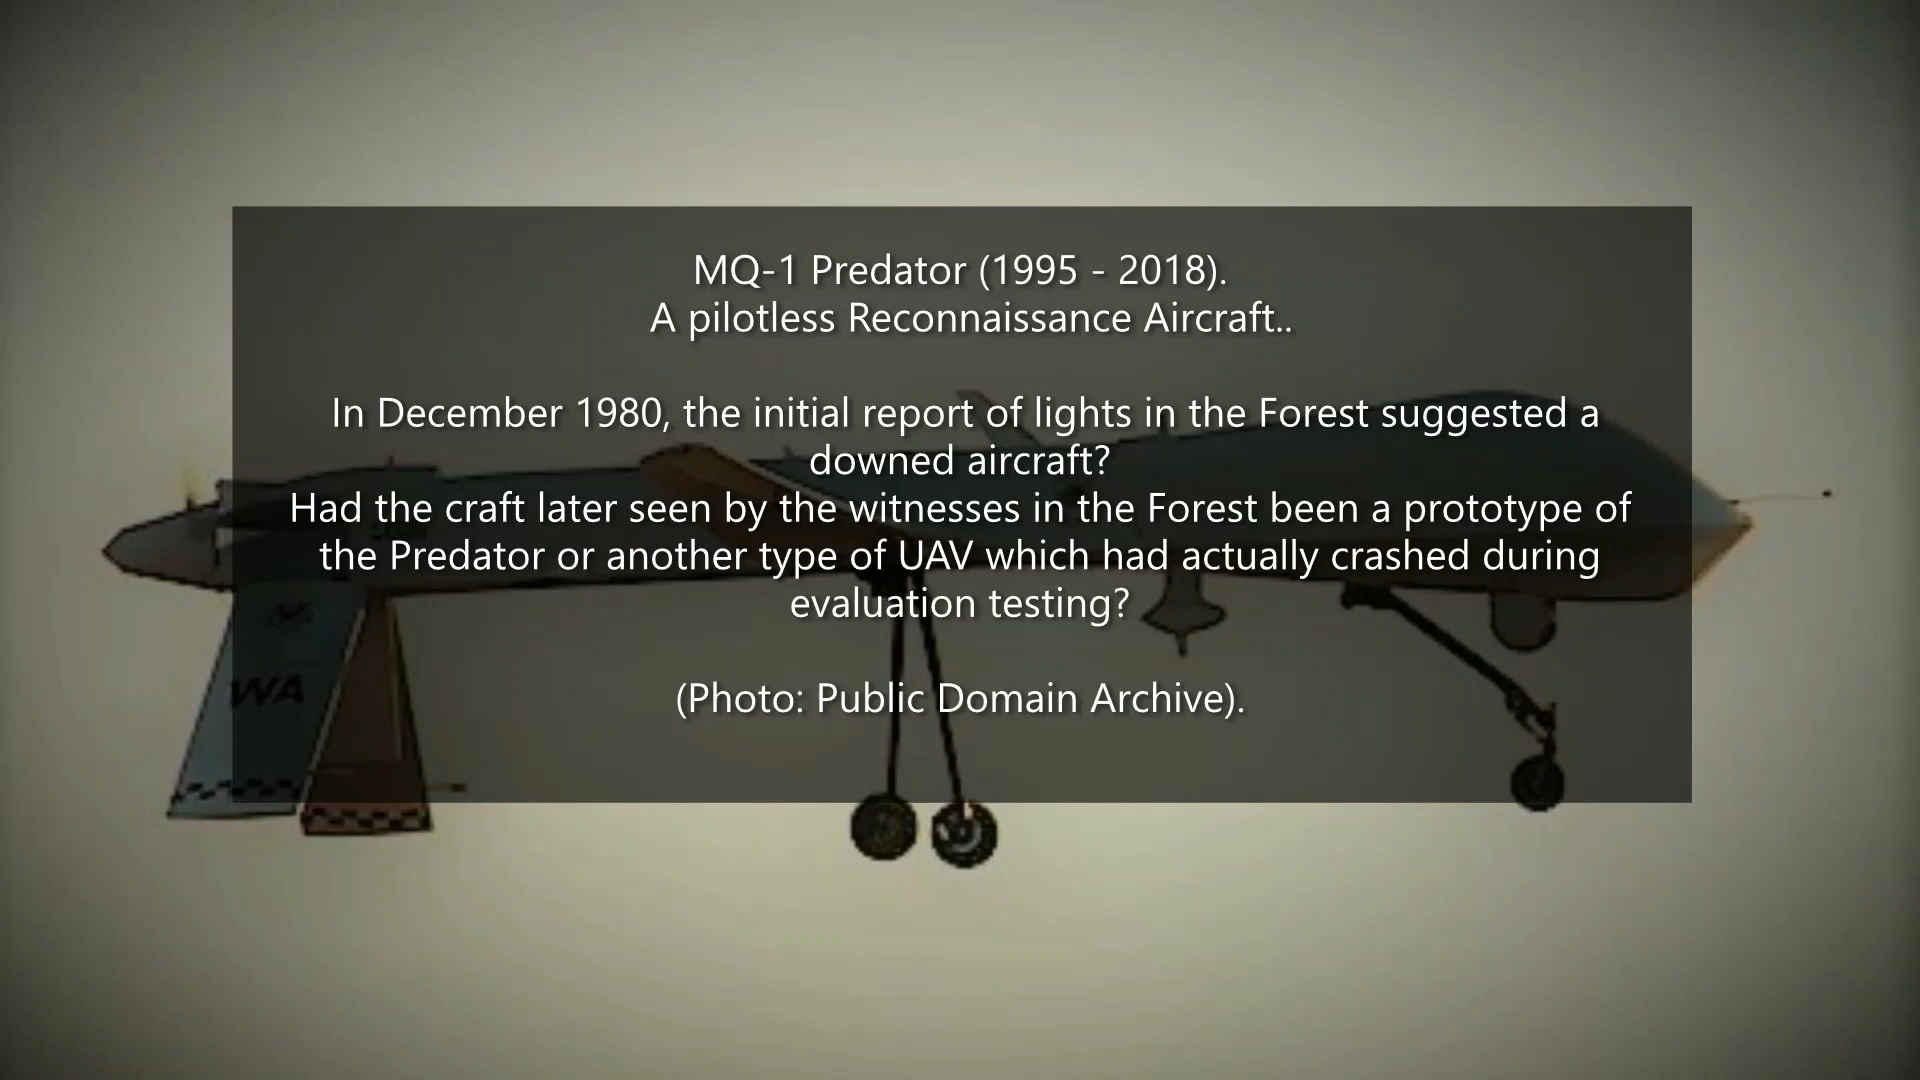 MQ-1 Predator (1995 - 2018).
A pilotless Reconnaissance Aircraft..
In December 1980, the initial report of lights in the Forest suggested a
downed aircraft?
Had the craft later seen by the witnesses in the Forest been a prototype of
the Predator or another type of UAV which had actually crashed during
evaluation testing?
(Photo: Public Domain Archive).
WA